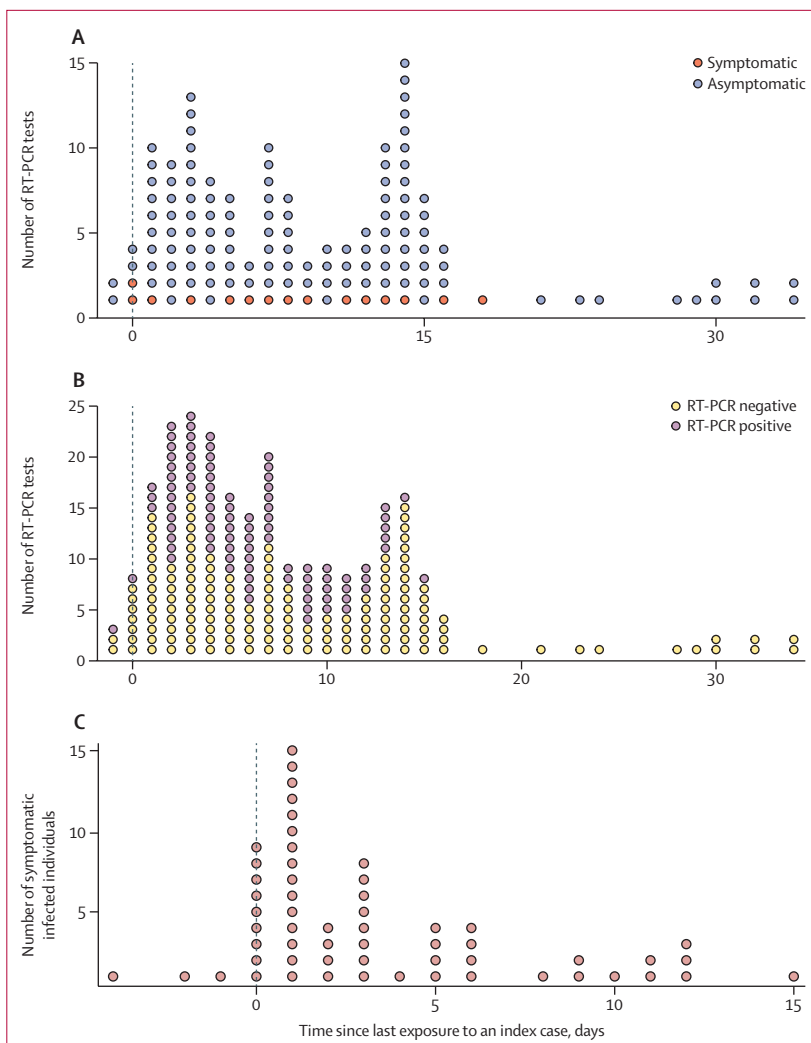 A
15
10
5
0
Number of RT-PCR tests
Symptomatic
Asymptomatic
0
15
30
B
25
20
15
10
5
0
Number of RT-PCR tests
RT-PCR negative
RT-PCR positive
0
10
20
30
C
15
10
5
Number of symptomatic
infected individuals
0
5
10
15
Time since last exposure to an index case, days